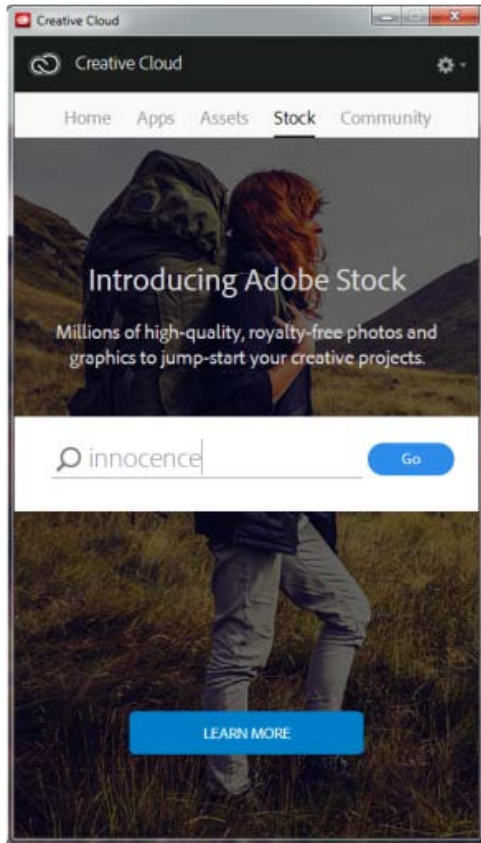 Creative Cloud
Creative Cloud
Home Apps Assets Stock Community
Introducing Adobe Stock
Millions of high-quality, royalty-free photos and
graphics to jump-start your creative projects.
innocence Go
LEARN MORE